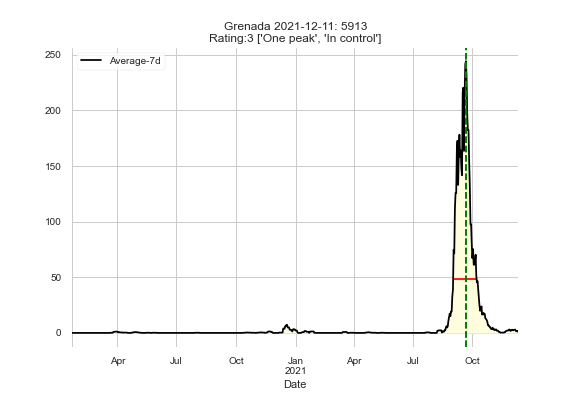 Grenada 2021-12-11: 5913
Rating:3 ['One peak', 'In control']
Average-7d
250
200
150
100
50
0
Apr Jul Oct Jan Apr Jul Oct
2021
Date